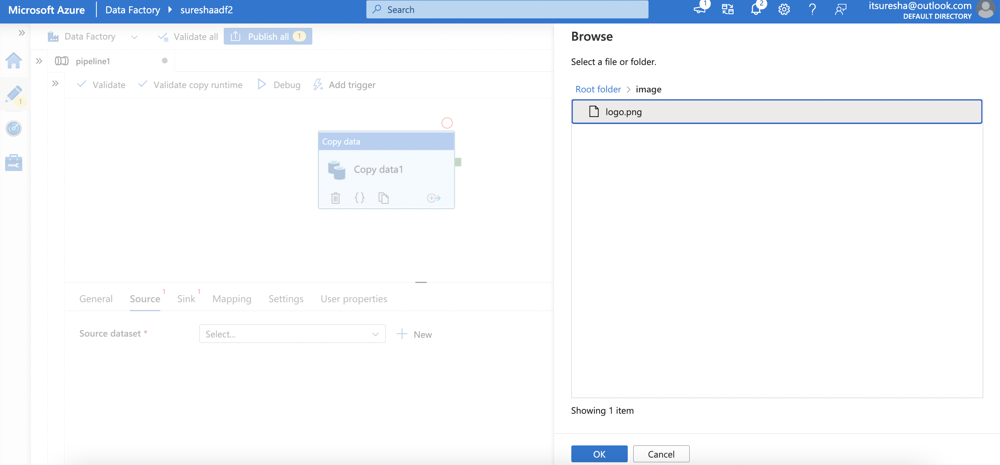 Microsoft Azure
Data Factory
sureshaadf2
Search
1
2
itsuresha@outlook.com
DEFAULT DIRECTORY
Data Factory
Validate all
Publish all
1
pipeline1
1
Validate
Validate copy runtime
Debug
Add trigger
Copy data
Copy data1
General
Source 1
Sink 1
Mapping
Settings
User properties
Source dataset *
Select...
New
Browse
Select a file or folder.
Root folder > image
logo.png
Showing 1 item
OK
Cancel